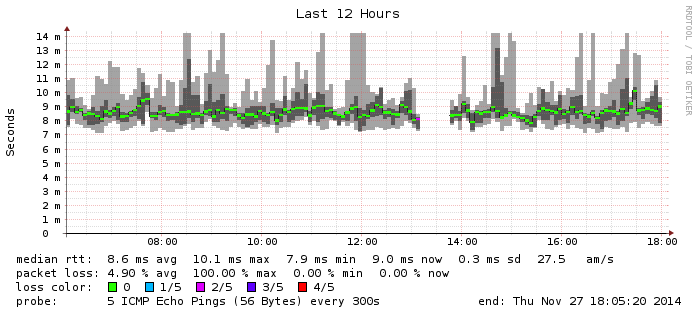 Last 12 Hours
RRDTOOL / TOBI OETIKER
Seconds
14 m
13 m
12 m
11 m
10 m
9 m
8 m
7 m
6 m
5 m
4 m
3 m
2 m
1 m
0
08:00 10:00 12:00 14:00 16:00 18:00
median rtt: 8.6 ms avg 10.1 ms max 7.9 ms min 9.0 ms now 0.3 ms sd 27.5 am/s
packet loss: 4.90 % avg 100.00 % max 0.00 % min 0.00 % now
loss color: 0 1/5 2/5 3/5 4/5
probe: 5 ICMP Echo Pings (56 Bytes) every 300s end: Thu Nov 27 18:05:20 2014